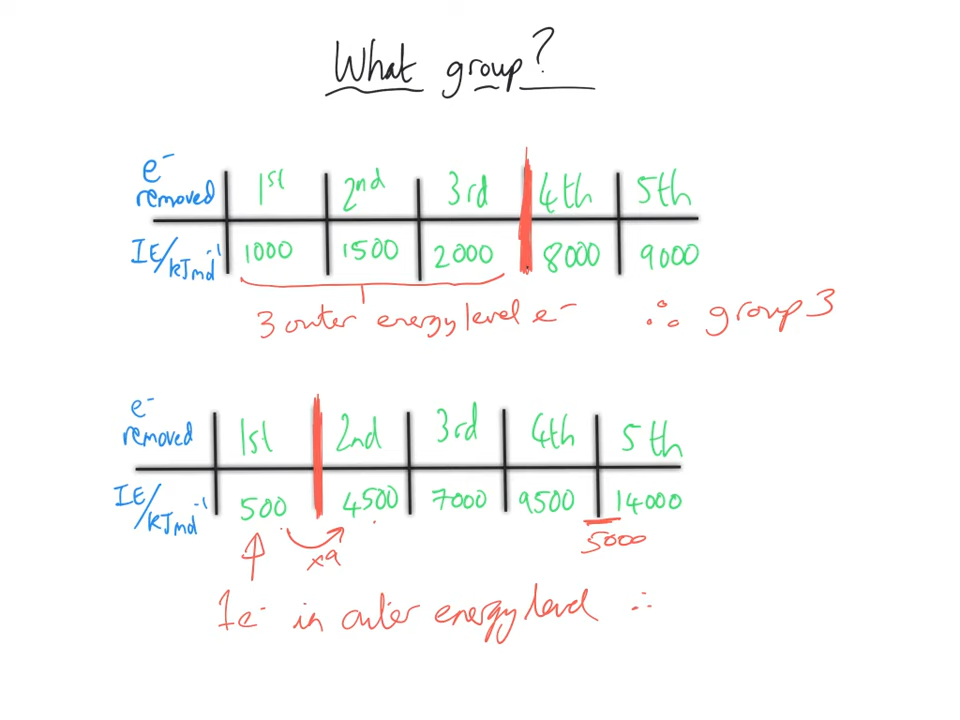 What group?
e⁻ removed 1st 2nd 3rd 4th 5th
IE/kJmol⁻¹ 1000 1500 2000 8000 9000
3 outer energy level e⁻ ∴ group 3
e⁻ removed 1st 2nd 3rd 4th 5th
IE/kJmol⁻¹ 500 4500 7000 9500 14000
x9 5000
1e⁻ in outer energy level ∴